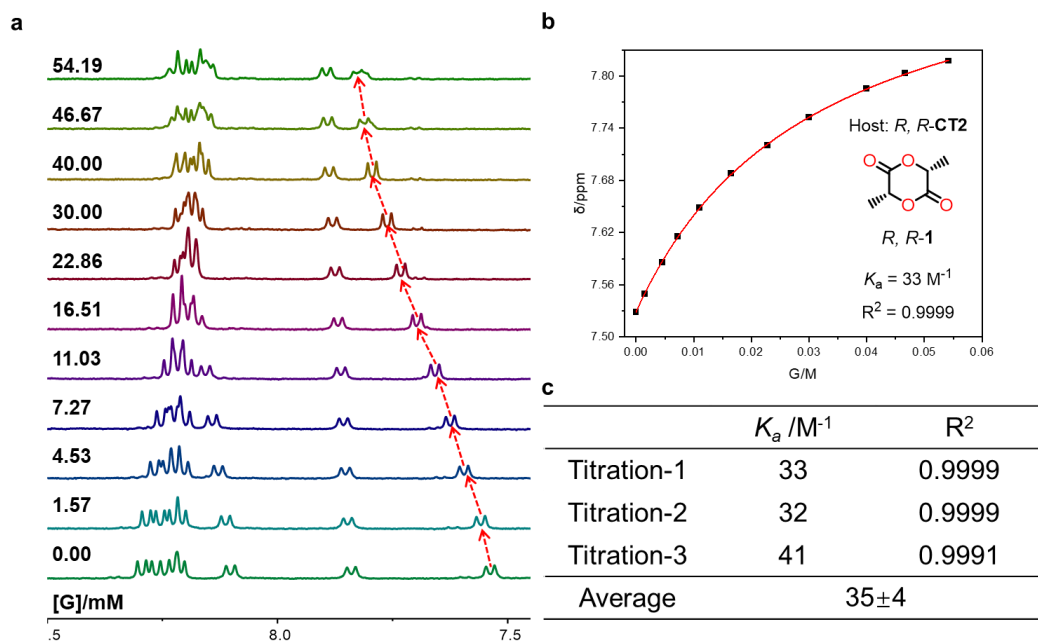 a
54.19
46.67
40.00
30.00
22.86
16.51
11.03
7.27
4.53
1.57
0.00
[G]/mM
.5 8.0 7.5
b
7.80
7.74
7.68
7.62
7.56
7.50
δ/ppm
Host: R, R-CT2
O
O
O
O
R, R-1
Kₐ = 33 M⁻¹
R² = 0.9999
0.00 0.01 0.02 0.03 0.04 0.05 0.06
G/M
c
Kₐ /M⁻¹ R²
Titration-1 33 0.9999
Titration-2 32 0.9999
Titration-3 41 0.9991
Average 35±4